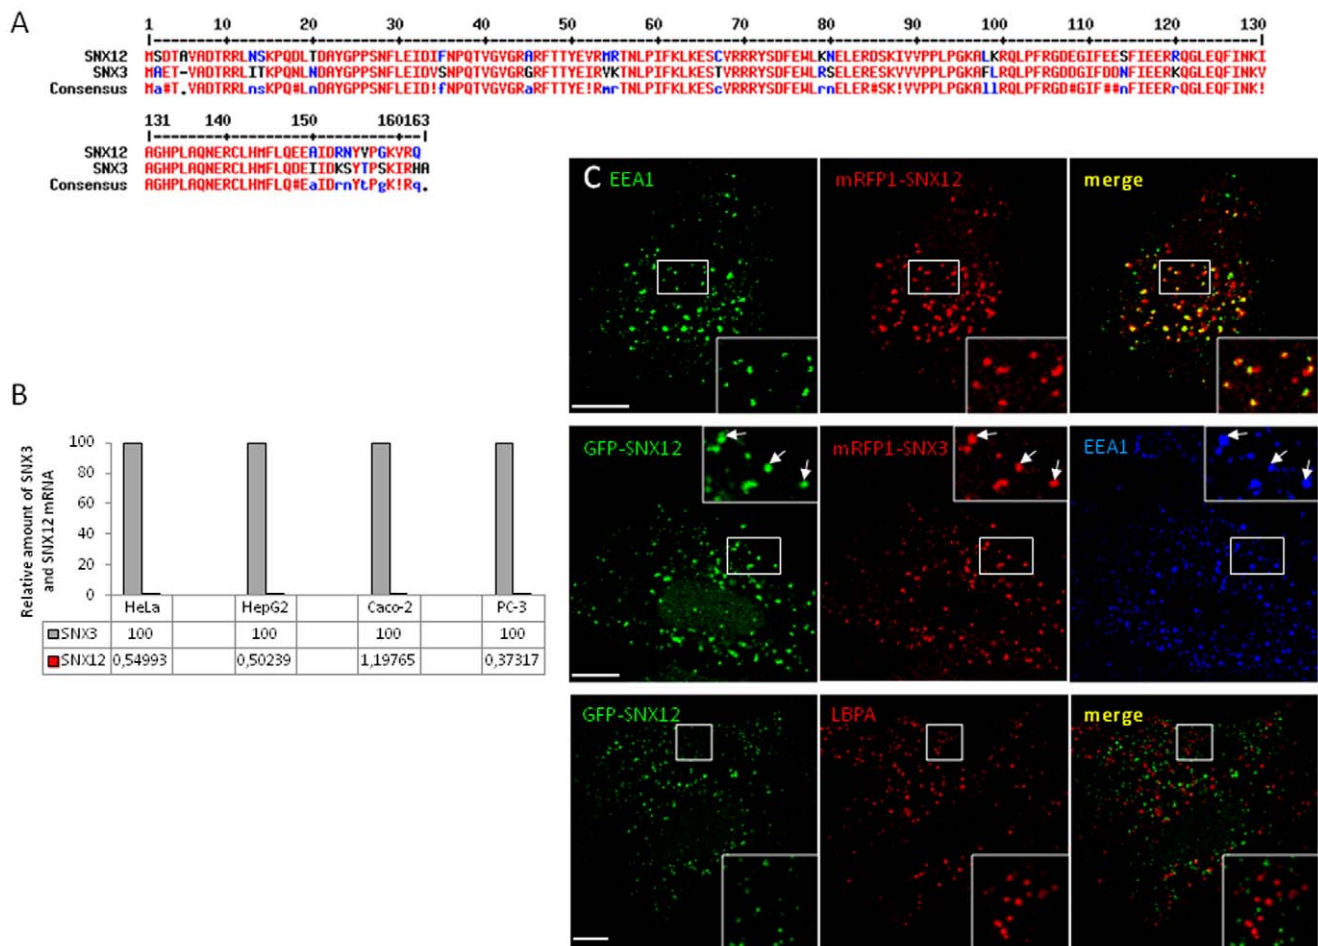 A
1 10 20 30 40 50 60 70 80 90 100 110 120 130
SNX12 MSDTAVADTRRLNSKPQDLTDAYGPPSNFLEIDIFNPQTVGVGRARFTTYEVRMRTNLPIFKLKESCVRRRYSDFEWLKNELERDSKIVVPPLPGKALKRQLPFRGDEGIFEESFIEERRQGLEQFINKI
SNX3 MAET-VADTRRLITKPQNLNDAYGPPSNFLEIDVSNPQTVGVGRGRFTTYEIRVKTNLPIFKLKESTVRRRYSDFEWLRSELERESKVVVPPLPGKAFLRQLPFRGDDGIFDDNFIEERKQGLEQFINKV
Consensus Ma#T.VADTRRLnsKPQ#LnDAYGPPSNFLEID!fNPQTVGVGRaRFTTYE!RmrTNLPIFKLKEScVRRRYSDFEWLrnELER#SK!VVPPLPGKAllRQLPFRGD#GIF##nFIEERrQGLEQFINK!
131 140 150 160163
SNX12 AGHPLAQNERCLHMFLQEEAIDRNYVPGKVRQ
SNX3 AGHPLAQNERCLHMFLQDEIIDKSYTPSKIRHA
Consensus AGHPLAQNERCLHMFLQ#EaIDrnYtPgK!Rq.
B
Relative amount of SNX3
and SNX12 mRNA
100
80
60
40
20
0
HeLa HepG2 Caco-2 PC-3
SNX3 100 100 100 100
SNX12 0,54993 0,50239 1,19765 0,37317
C
EEA1 mRFP1-SNX12 merge
GFP-SNX12 mRFP1-SNX3 EEA1
GFP-SNX12 LBPA merge